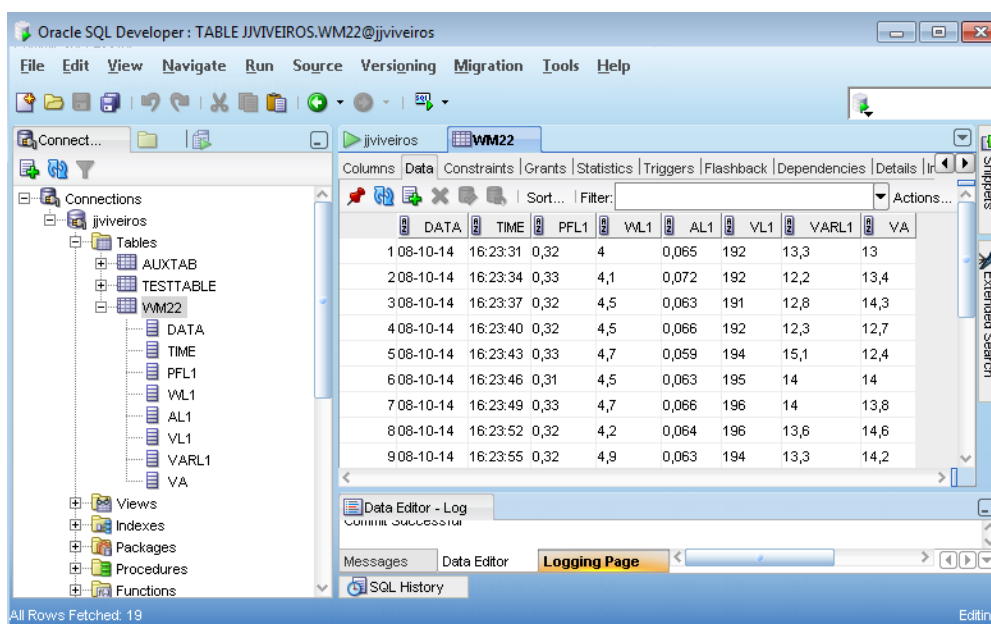 Oracle SQL Developer : TABLE JJVIVEIROS.WM22@jjviveiros
File Edit View Navigate Run Source Versioning Migration Tools Help
Connect...
Connections
jjviveiros
Tables
AUXTAB
TESTTABLE
WM22
DATA
TIME
PFL1
WL1
AL1
VL1
VARL1
VA
Views
Indexes
Packages
Procedures
Functions
jjviveiros WM22
Columns Data Constraints Grants Statistics Triggers Flashback Dependencies Details
Sort... Filter: Actions...
DATA TIME PFL1 WL1 AL1 VL1 VARL1 VA
1 08-10-14 16:23:31 0,32 4 0,065 192 13,3 13
2 08-10-14 16:23:34 0,33 4,1 0,072 192 12,2 13,4
3 08-10-14 16:23:37 0,32 4,5 0,063 191 12,8 14,3
4 08-10-14 16:23:40 0,32 4,5 0,066 192 12,3 12,7
5 08-10-14 16:23:43 0,33 4,7 0,059 194 15,1 12,4
6 08-10-14 16:23:46 0,31 4,5 0,063 195 14 14
7 08-10-14 16:23:49 0,33 4,7 0,066 196 14 13,8
8 08-10-14 16:23:52 0,32 4,2 0,064 196 13,6 14,6
9 08-10-14 16:23:55 0,32 4,9 0,063 194 13,3 14,2
Data Editor - Log
Commit Successful
Messages Data Editor Logging Page
SQL History
Snippets
Extended Search
All Rows Fetched: 19 Editin